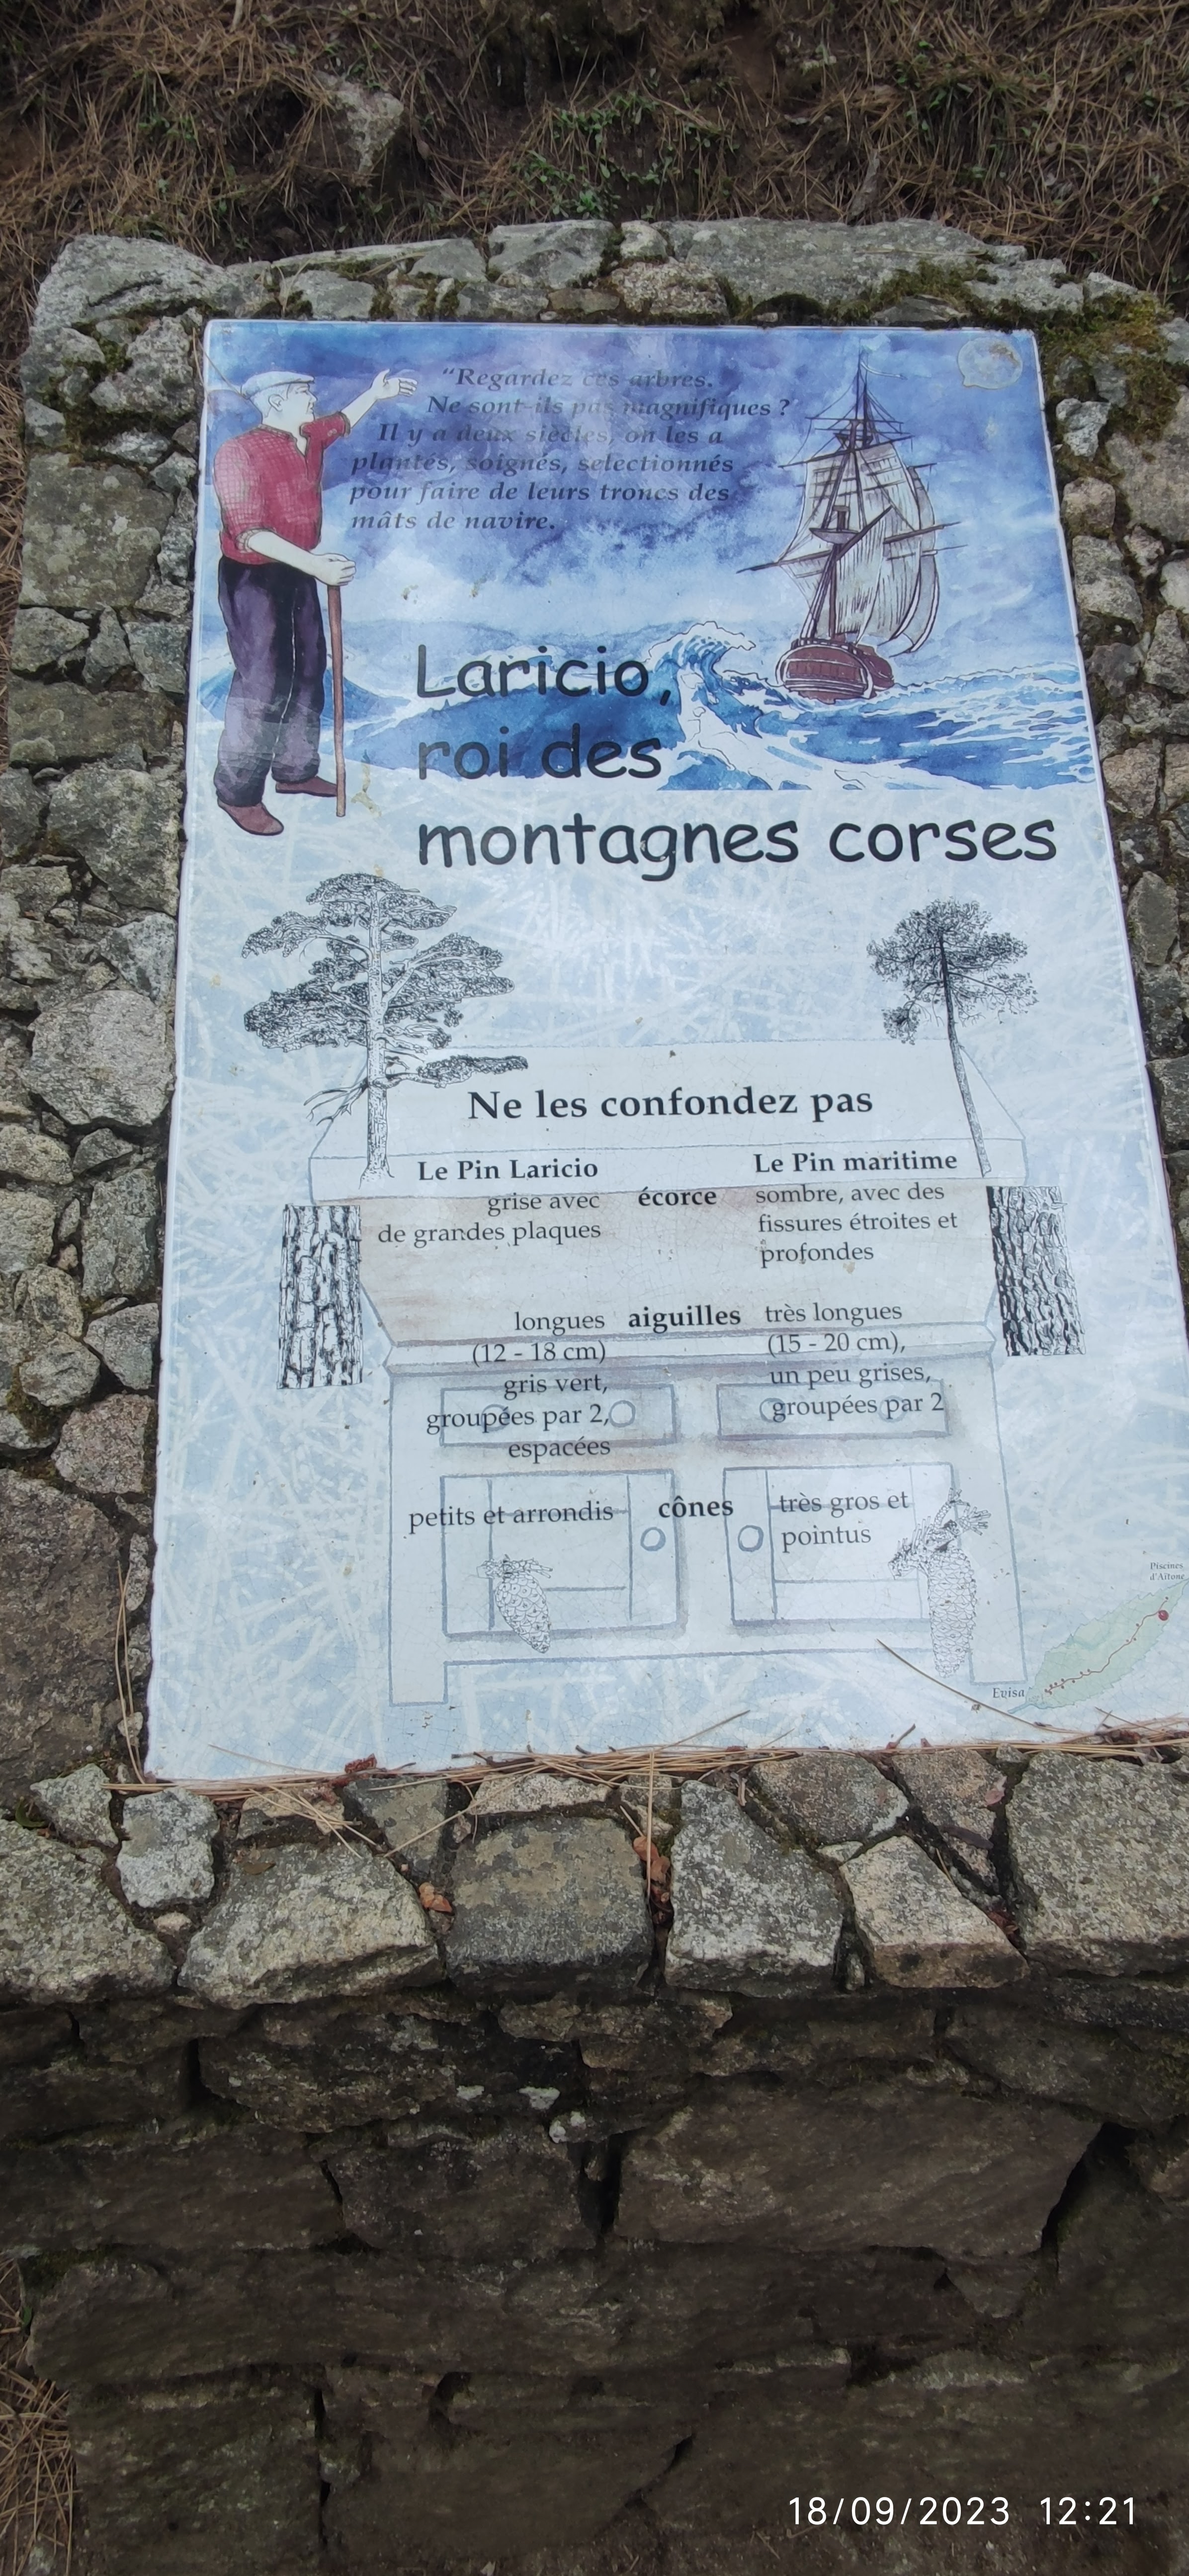 “Regardez ces arbres.
Ne sont-ils pas magnifiques ?
Il y a deux siècles, on les a
plantés, soignés, selectionnés
pour faire de leurs troncs des
mâts de navire.
Laricio,
roi des
montagnes corses
Ne les confondez pas
Le Pin Laricio
Le Pin maritime
grise avec
de grandes plaques
écorce
sombre, avec des
fissures étroites et
profondes
longues
(12 - 18 cm)
gris vert,
groupées par 2,
espacées
aiguilles
très longues
(15 - 20 cm),
un peu grises,
groupées par 2
petits et arrondis
cônes
très gros et
pointus
Piscines
d'Aïtone
Evisa
18/09/2023 12:21